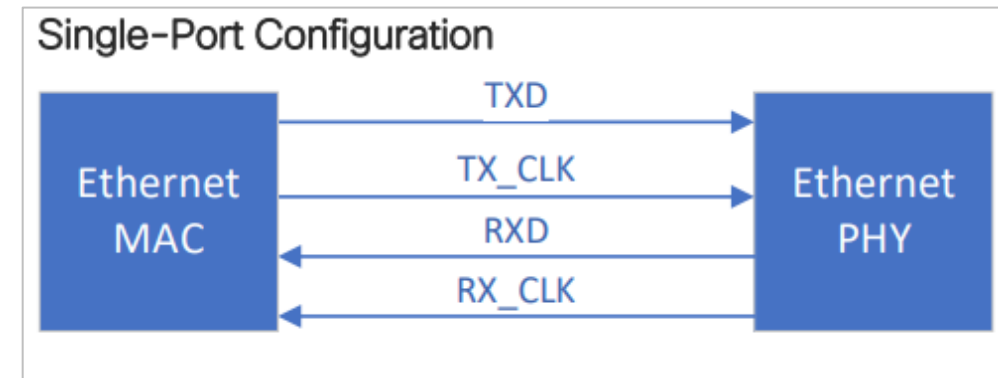 Single-Port Configuration
TXD
TX_CLK
RXD
RX_CLK
Ethernet
MAC
Ethernet
PHY